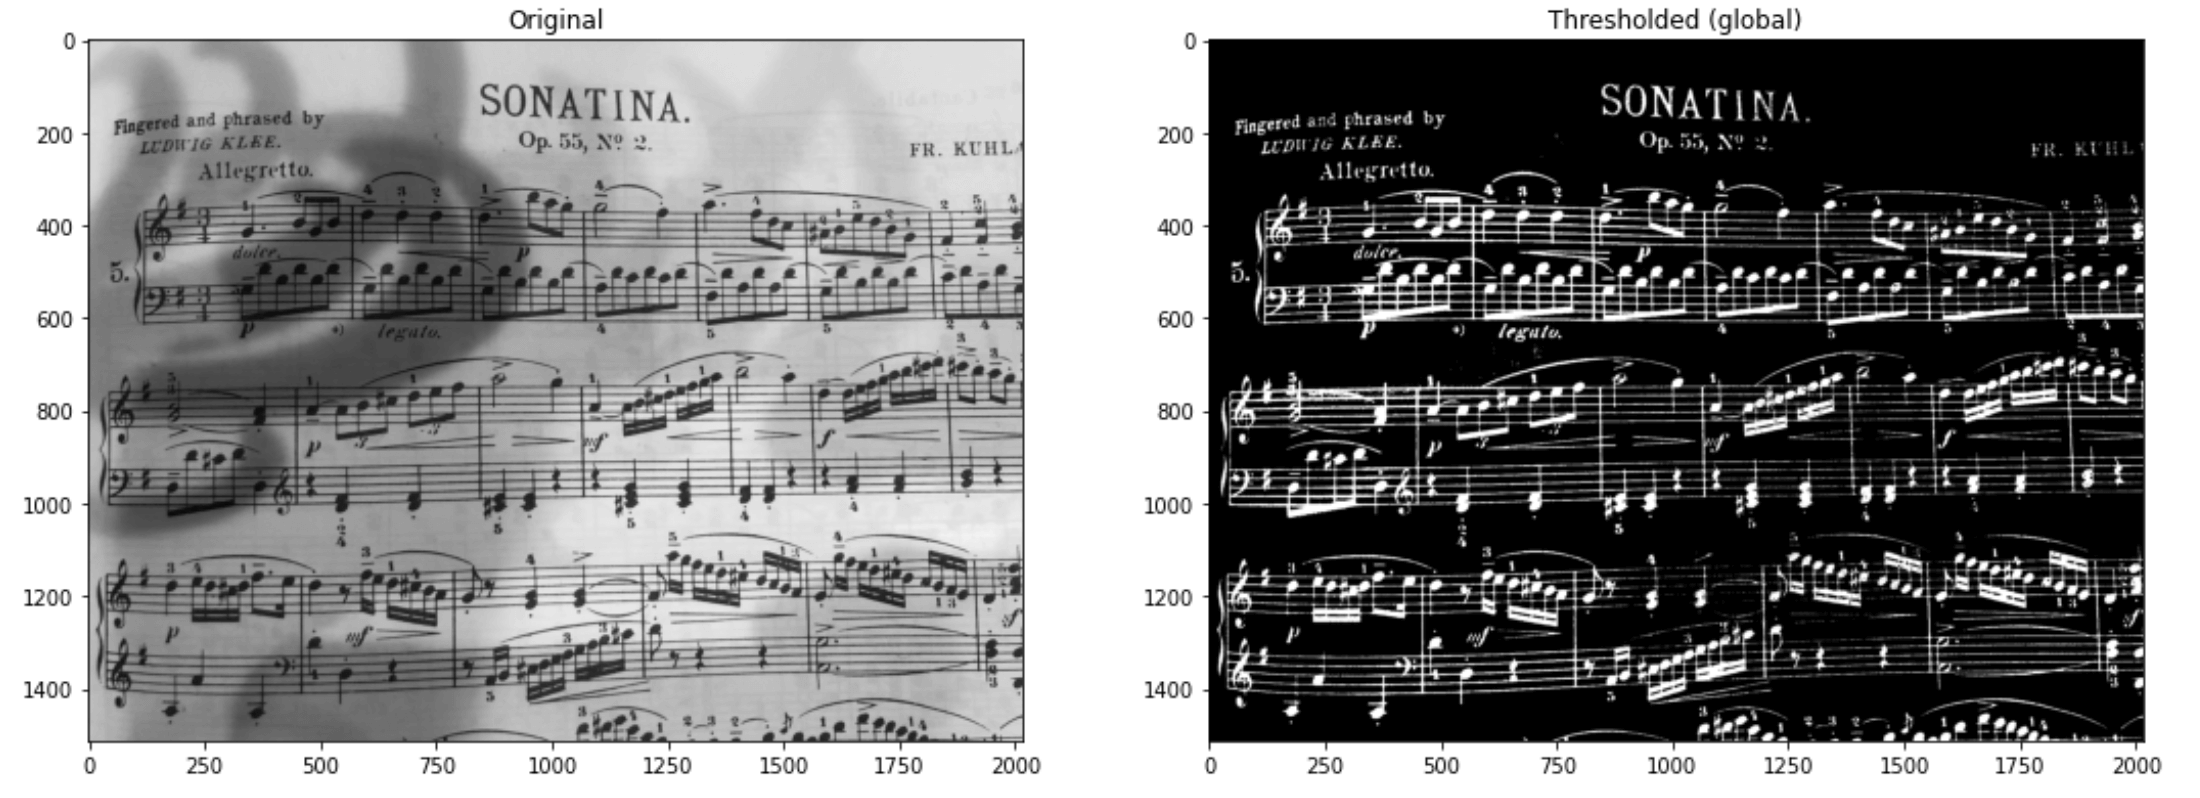 Original
Thresholded (global)
0
200
400
600
800
1000
1200
1400
0 250 500 750 1000 1250 1500 1750 2000
SONATINA.
Op. 55, Nº 2.
Fingered and phrased by
LUDWIG KLEE.
FR. KUHLA
Allegretto.
dolce.
p
5.
p
legato.
p mf f
p mf
0
200
400
600
800
1000
1200
1400
0 250 500 750 1000 1250 1500 1750 2000
SONATINA.
Op. 55, Nº 2.
Fingered and phrased by
LUDWIG KLEE.
FR. KUHL
Allegretto.
dolce.
p
5.
p
legato.
p mf f
p mf